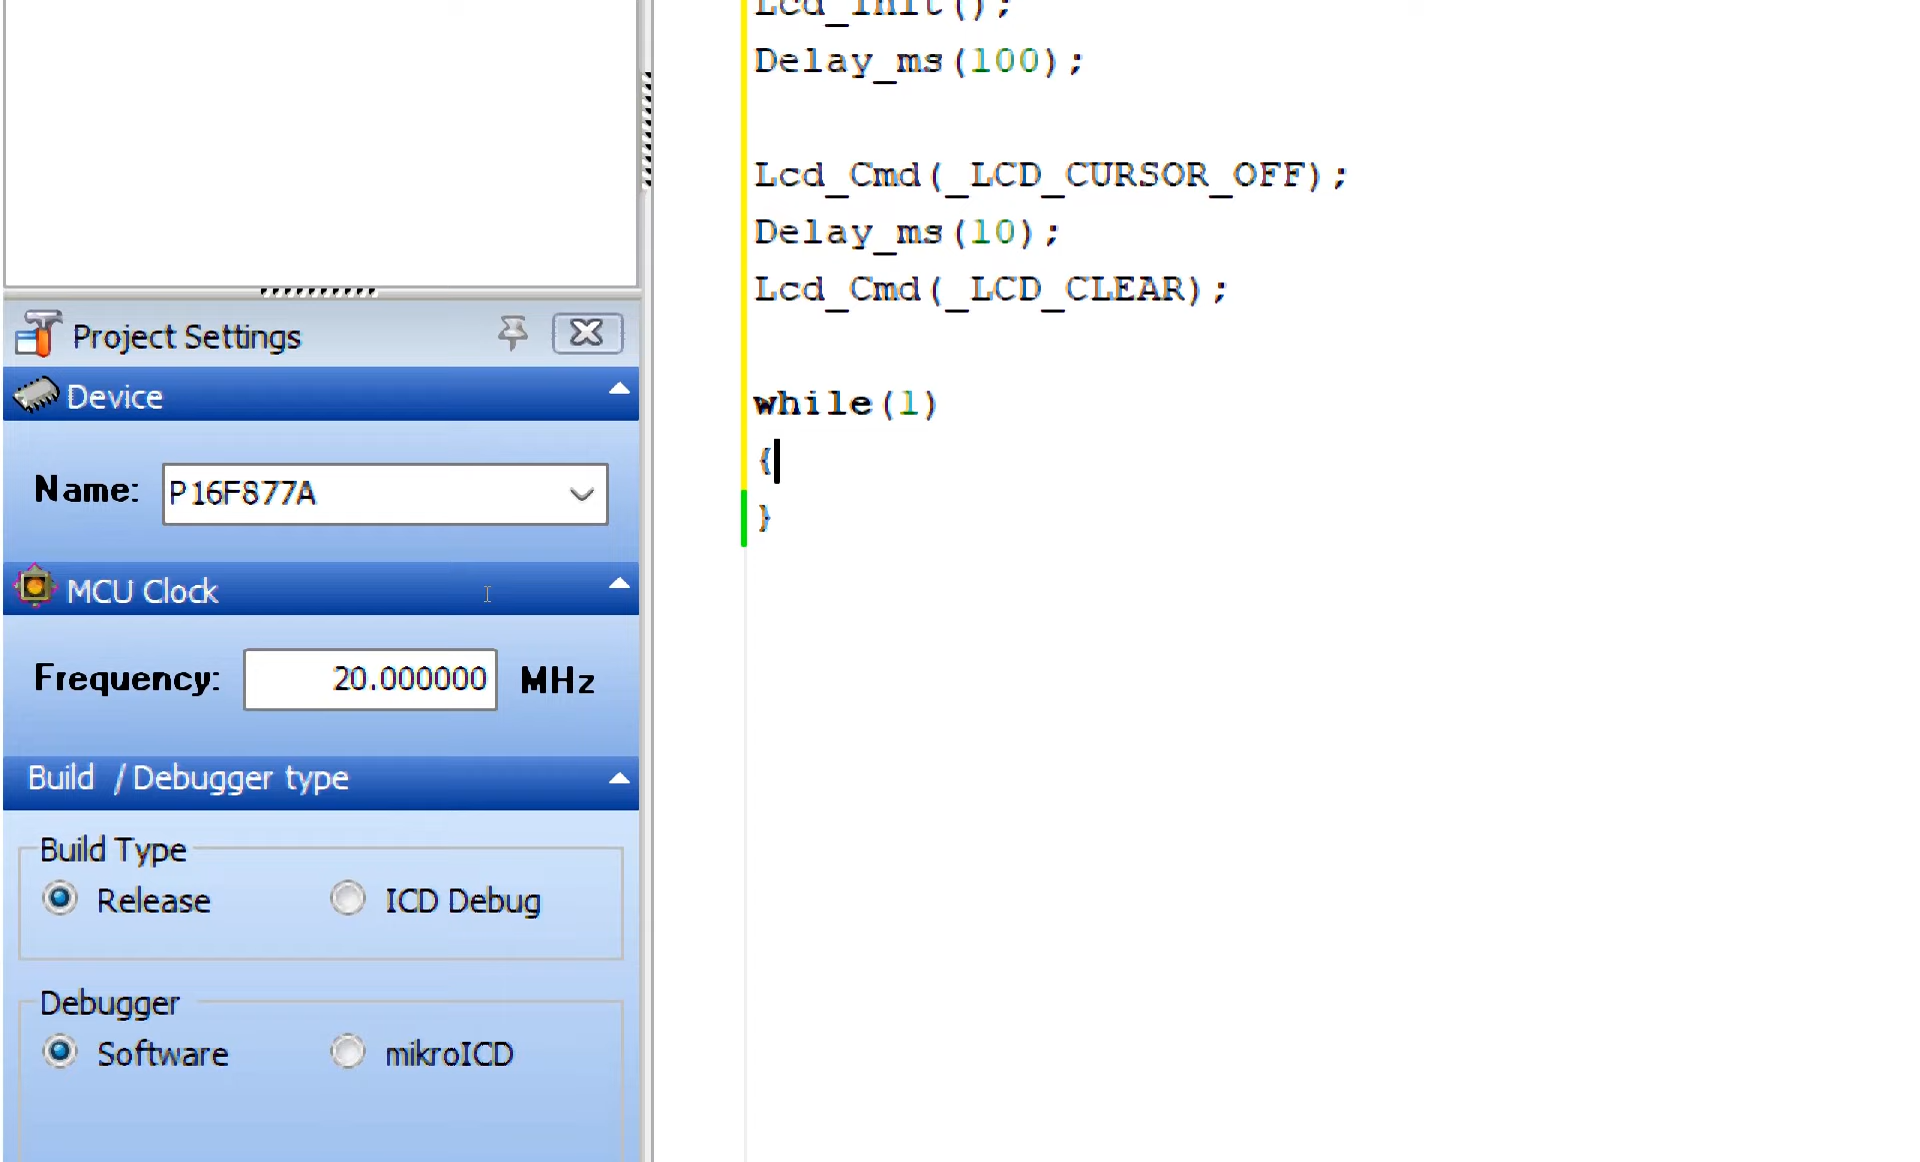 Project Settings
Device
Name: P16F877A
MCU Clock
Frequency: 20.000000 MHz
Build / Debugger type
Build Type
Release ICD Debug
Debugger
Software mikroICD
Lcd_Init();
Delay_ms(100);
Lcd_Cmd(_LCD_CURSOR_OFF);
Delay_ms(10);
Lcd_Cmd(_LCD_CLEAR);
while(1)
{
}